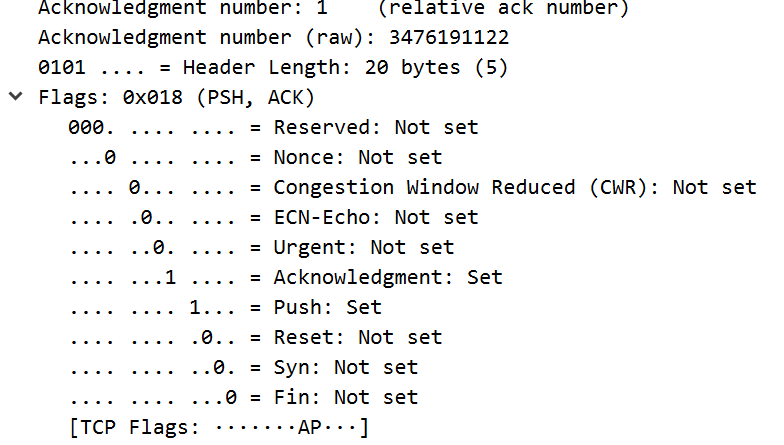 Acknowledgment number: 1    (relative ack number)
Acknowledgment number (raw): 3476191122
0101 .... = Header Length: 20 bytes (5)
Flags: 0x018 (PSH, ACK)
000. .... .... = Reserved: Not set
...0 .... .... = Nonce: Not set
.... 0... .... = Congestion Window Reduced (CWR): Not set
.... .0.. .... = ECN-Echo: Not set
.... ..0. .... = Urgent: Not set
.... ...1 .... = Acknowledgment: Set
.... .... 1... = Push: Set
.... .... .0.. = Reset: Not set
.... .... ..0. = Syn: Not set
.... .... ...0 = Fin: Not set
[TCP Flags: ·······AP···]